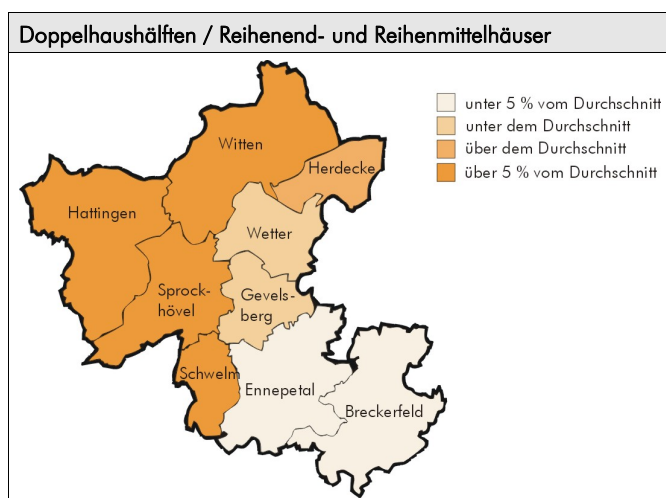 Doppelhaushälften / Reihenend- und Reihenmittelhäuser
unter 5 % vom Durchschnitt
unter dem Durchschnitt
über dem Durchschnitt
über 5 % vom Durchschnitt
Witten
Herdecke
Hattingen
Wetter
Sprock-
hövel
Gevels-
berg
Schwelm
Ennepetal
Breckerfeld